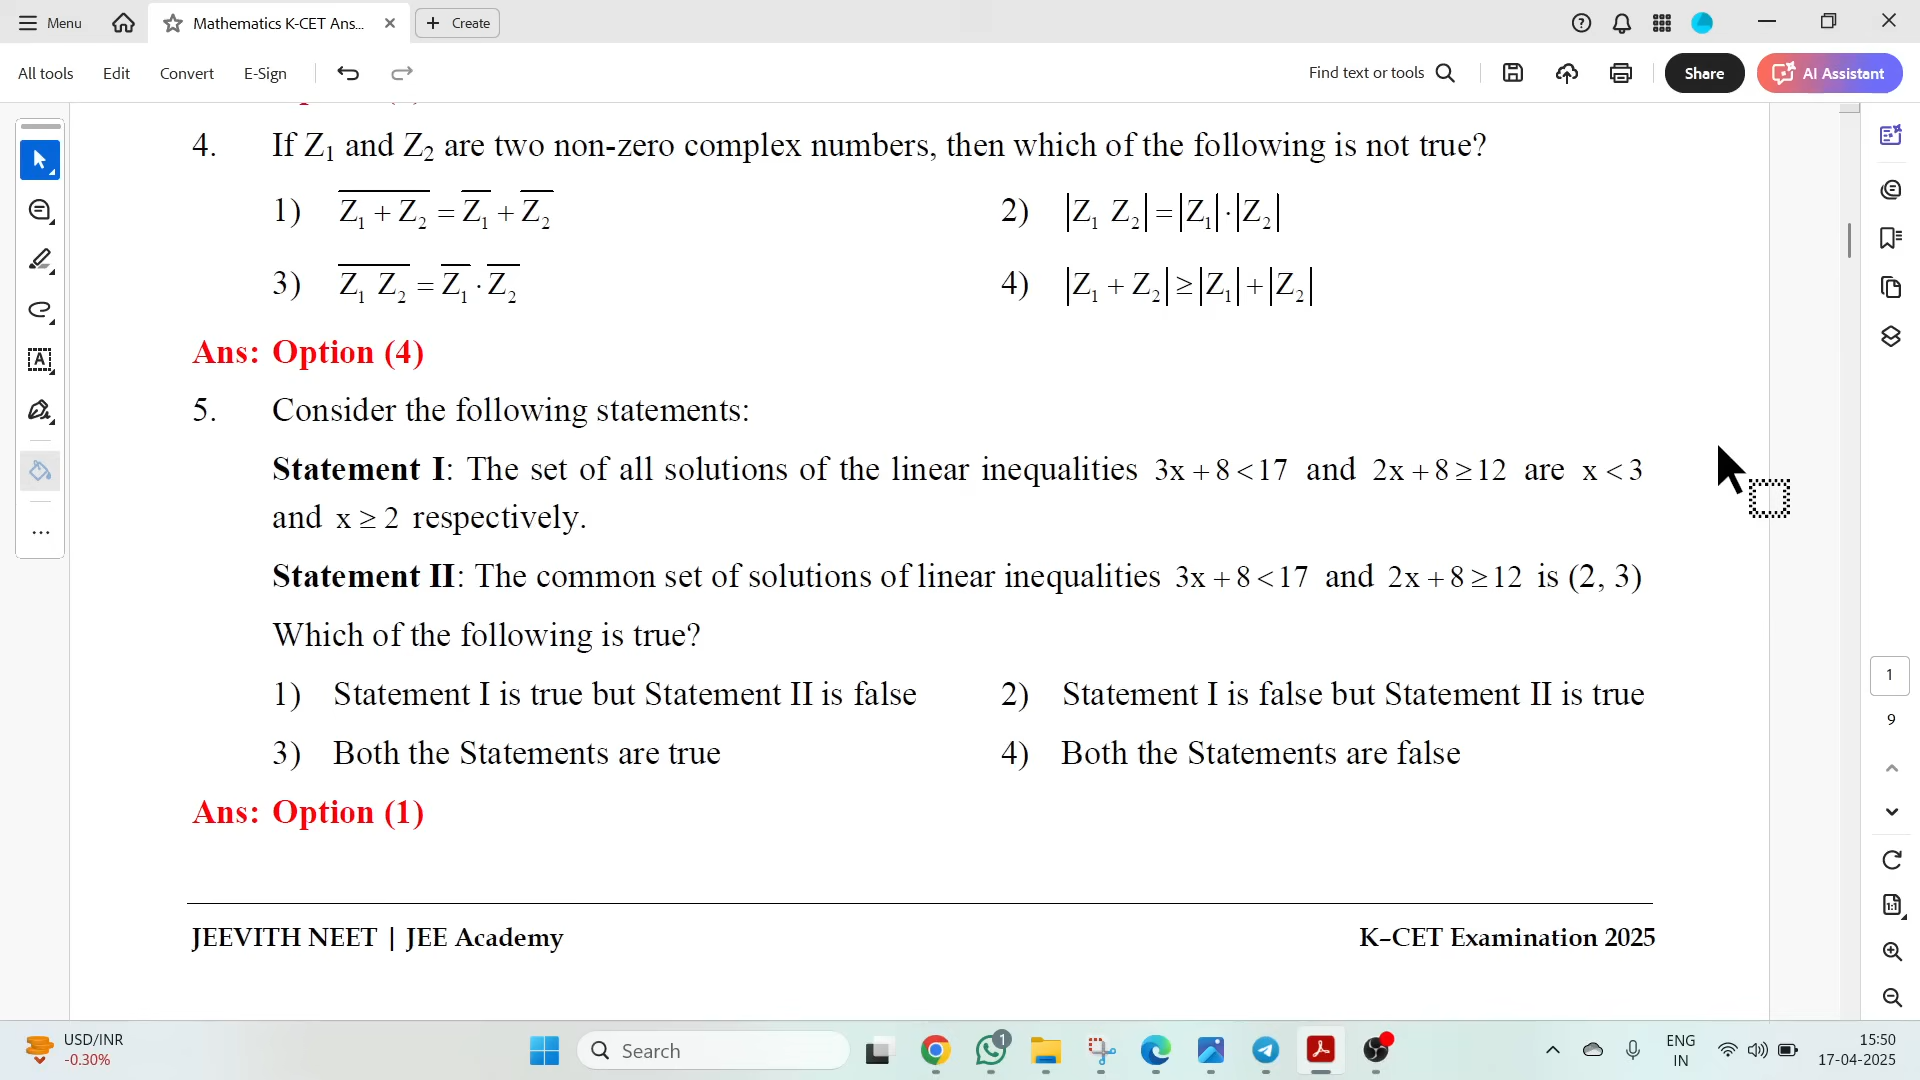 Menu
Mathematics K-CET Ans...
Create
All tools
Edit
Convert
E-Sign
Find text or tools
Share
AI Assistant
4. If Z₁ and Z₂ are two non-zero complex numbers, then which of the following is not true?
1) \overline{Z₁ + Z₂} = \overline{Z₁} + \overline{Z₂} 2) |Z₁ Z₂| = |Z₁| · |Z₂|
3) \overline{Z₁ Z₂} = \overline{Z₁} · \overline{Z₂} 4) |Z₁ + Z₂| ≥ |Z₁| + |Z₂|
Ans: Option (4)
5. Consider the following statements:
Statement I: The set of all solutions of the linear inequalities 3x + 8 < 17 and 2x + 8 ≥ 12 are x < 3
and x ≥ 2 respectively.
Statement II: The common set of solutions of linear inequalities 3x + 8 < 17 and 2x + 8 ≥ 12 is (2, 3)
Which of the following is true?
1) Statement I is true but Statement II is false 2) Statement I is false but Statement II is true
3) Both the Statements are true 4) Both the Statements are false
Ans: Option (1)
JEEVITH NEET | JEE Academy K–CET Examination 2025
1
9
USD/INR
-0.30%
Search
1
ENG
IN
15:50
17-04-2025